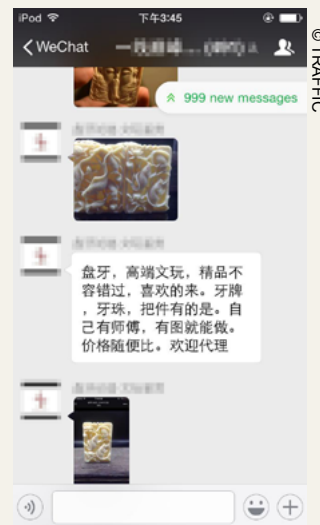 iPod 下午3:45
WeChat
999 new messages
盘牙，高端文玩，精品不
容错过，喜欢的来。牙牌
，牙珠，把件有的是。自
己有师傅，有图就能做。
价格随便比。欢迎代理
© TRAFFIC